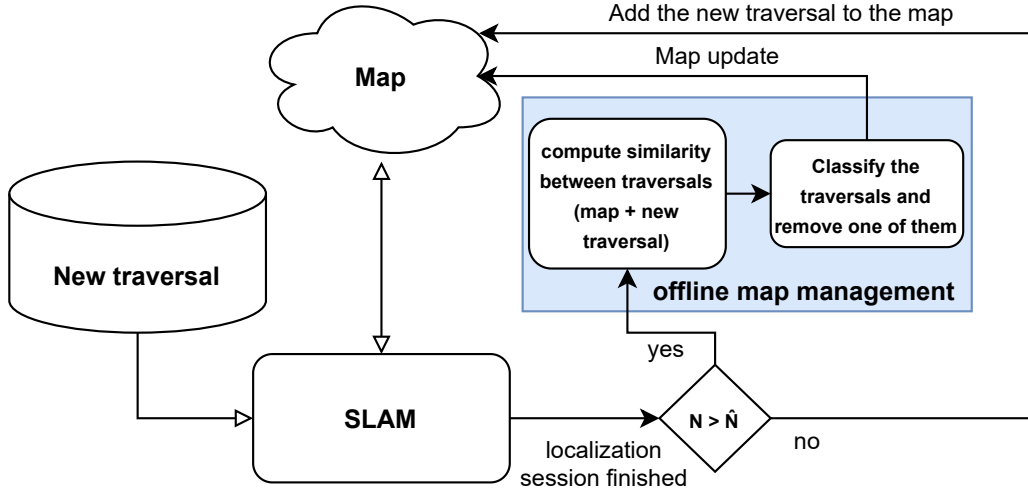 Add the new traversal to the map
Map update
Map
compute similarity
between traversals
(map + new
traversal)
Classify the
traversals and
remove one of them
New traversal
offline map management
yes
SLAM
N > N̂
no
localization
session finished